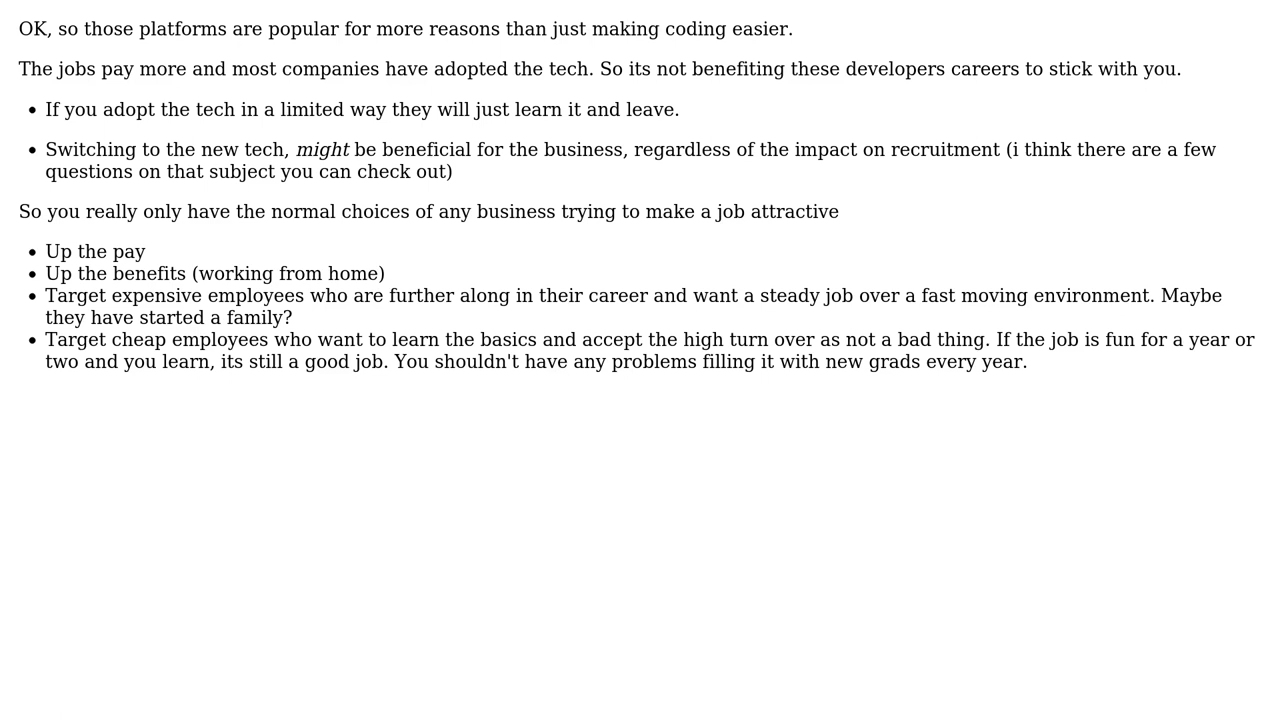 OK, so those platforms are popular for more reasons than just making coding easier.
The jobs pay more and most companies have adopted the tech. So its not benefiting these developers careers to stick with you.
• If you adopt the tech in a limited way they will just learn it and leave.
• Switching to the new tech, might be beneficial for the business, regardless of the impact on recruitment (i think there are a few
questions on that subject you can check out)
So you really only have the normal choices of any business trying to make a job attractive
• Up the pay
• Up the benefits (working from home)
• Target expensive employees who are further along in their career and want a steady job over a fast moving environment. Maybe
they have started a family?
• Target cheap employees who want to learn the basics and accept the high turn over as not a bad thing. If the job is fun for a year or
two and you learn, its still a good job. You shouldn't have any problems filling it with new grads every year.